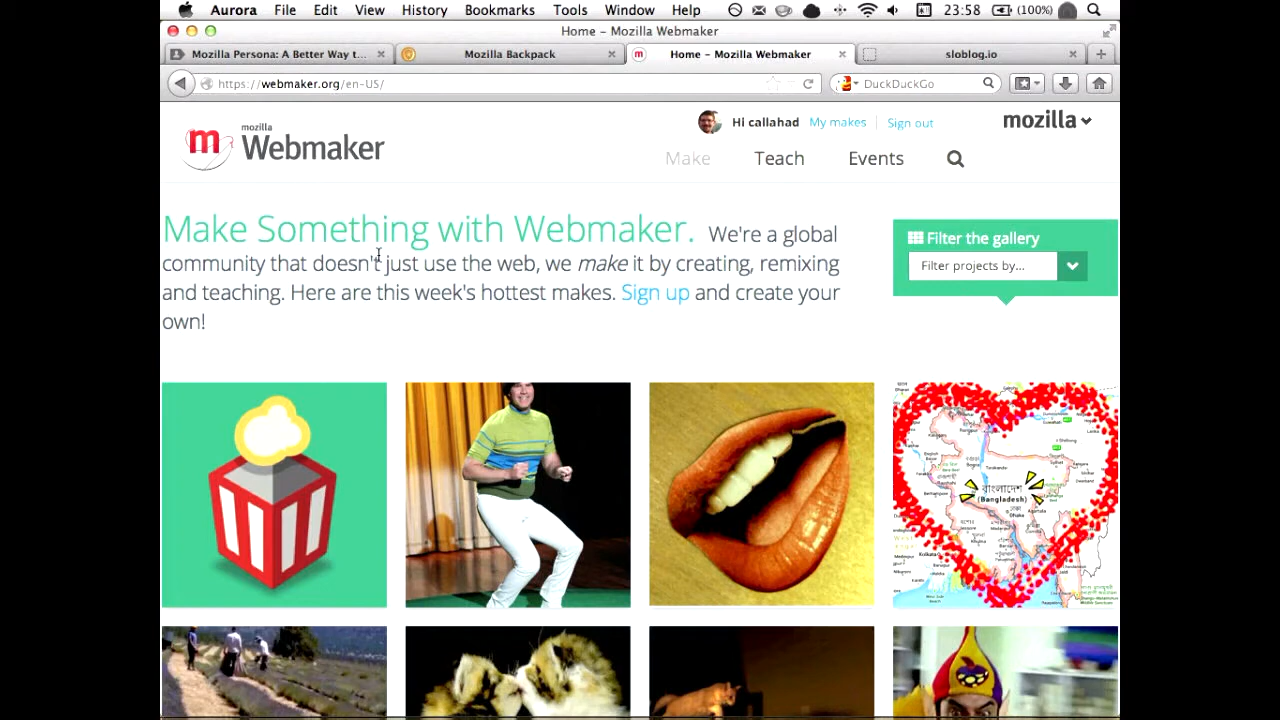 Aurora File Edit View History Bookmarks Tools Window Help 23:58 (100%)
Home – Mozilla Webmaker
Mozilla Persona: A Better Way t... Mozilla Backpack Home – Mozilla Webmaker sloblog.io
https://webmaker.org/en-US/ DuckDuckGo
mozilla
Webmaker
Hi callahad My makes Sign out
mozilla
Make Teach Events
Make Something with Webmaker. We're a global
community that doesn't just use the web, we make it by creating, remixing
and teaching. Here are this week's hottest makes. Sign up and create your
own!
Filter the gallery
Filter projects by...
বাংলাদেশ
(Bangladesh)
Dhaka